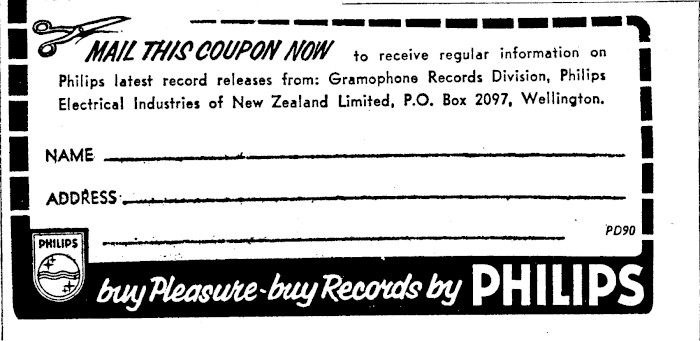 MAIL THIS COUPON NOW to receive regular information on
Philips latest record releases from: Gramophone Records Division, Philips
Electrical Industries of New Zealand Limited, P.O. Box 2097, Wellington.
NAME
ADDRESS
PD90
PHILIPS
buy Pleasure-buy Records by PHILIPS